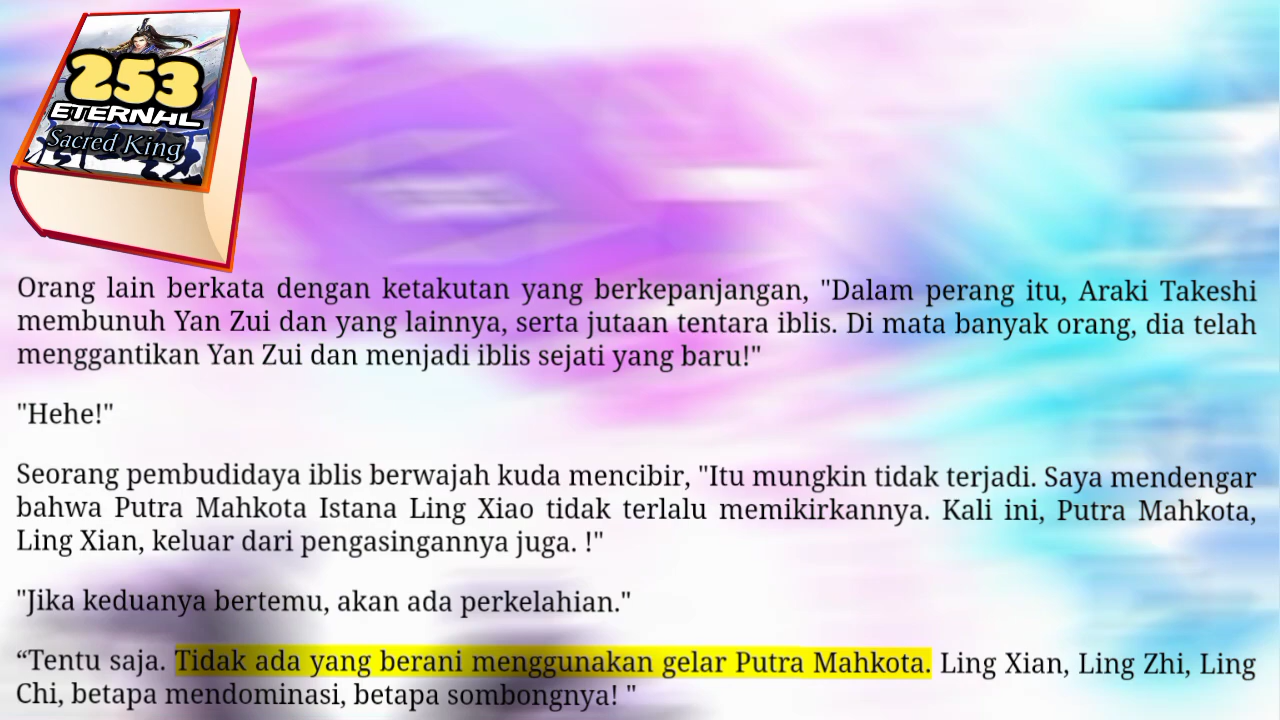 253
ETERNAL
Sacred King
Orang lain berkata dengan ketakutan yang berkepanjangan, "Dalam perang itu, Araki Takeshi
membunuh Yan Zui dan yang lainnya, serta jutaan tentara iblis. Di mata banyak orang, dia telah
menggantikan Yan Zui dan menjadi iblis sejati yang baru!"
"Hehe!"
Seorang pembudidaya iblis berwajah kuda mencibir, "Itu mungkin tidak terjadi. Saya mendengar
bahwa Putra Mahkota Istana Ling Xiao tidak terlalu memikirkannya. Kali ini, Putra Mahkota,
Ling Xian, keluar dari pengasingannya juga. !"
"Jika keduanya bertemu, akan ada perkelahian."
“Tentu saja. Tidak ada yang berani menggunakan gelar Putra Mahkota. Ling Xian, Ling Zhi, Ling
Chi, betapa mendominasi, betapa sombongnya! "